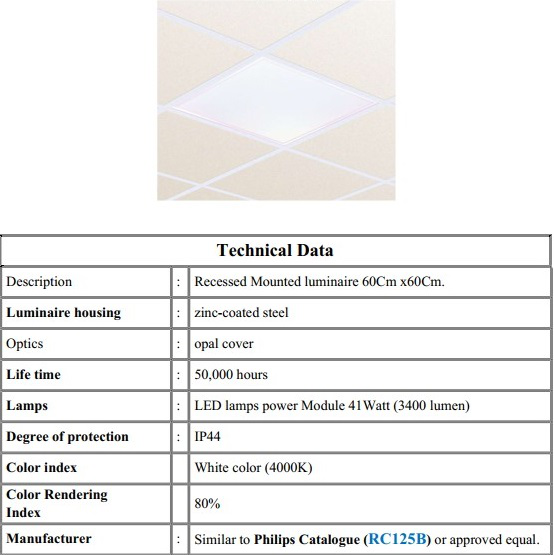 Technical Data
Description : Recessed Mounted luminaire 60Cm x60Cm.
Luminaire housing : zinc-coated steel
Optics : opal cover
Life time : 50,000 hours
Lamps : LED lamps power Module 41Watt (3400 lumen)
Degree of protection : IP44
Color index : White color (4000K)
Color Rendering
Index
80%
Manufacturer : Similar to Philips Catalogue (RC125B) or approved equal.